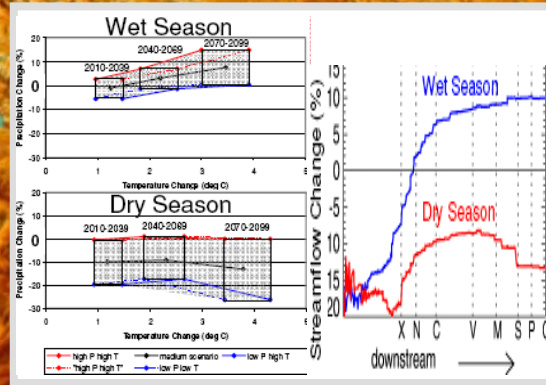 Wet Season
Precipitation Change (%)
20
10
0
-10
-20
-30
2010-2039
2040-2069
2070-2099
0 1 2 3 4 5
Temperature Change (deg C)
Dry Season
Precipitation Change (%)
20
10
0
-10
-20
-30
2010-2039
2040-2069
2070-2099
0 1 2 3 4 5
Temperature Change (deg C)
high P high T
medium scenario
low P high T
"high P high T"
low P low T
Streamflow Change (%)
15
10
5
0
5
10
15
20
Wet Season
Dry Season
X N C V M S P C
downstream